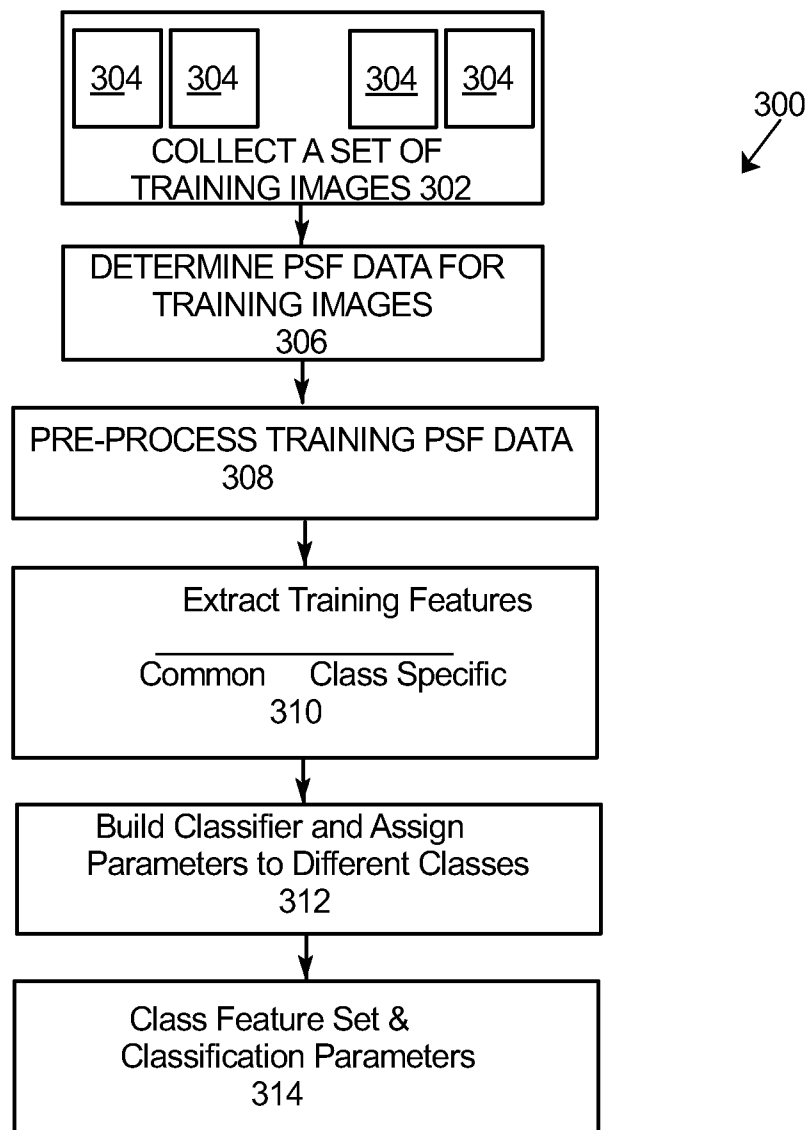 304 304 304 304
300
COLLECT A SET OF
TRAINING IMAGES 302
DETERMINE PSF DATA FOR
TRAINING IMAGES
306
PRE-PROCESS TRAINING PSF DATA
308
Extract Training Features
Common Class Specific
310
Build Classifier and Assign
Parameters to Different Classes
312
Class Feature Set &
Classification Parameters
314